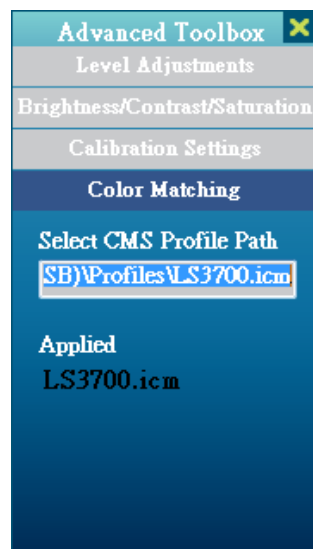 Advanced Toolbox
Level Adjustments
Brightness/Contrast/Saturation
Calibration Settings
Color Matching
Select CMS Profile Path
SB)\Profiles\LS3700.icm
Applied
LS3700.icm